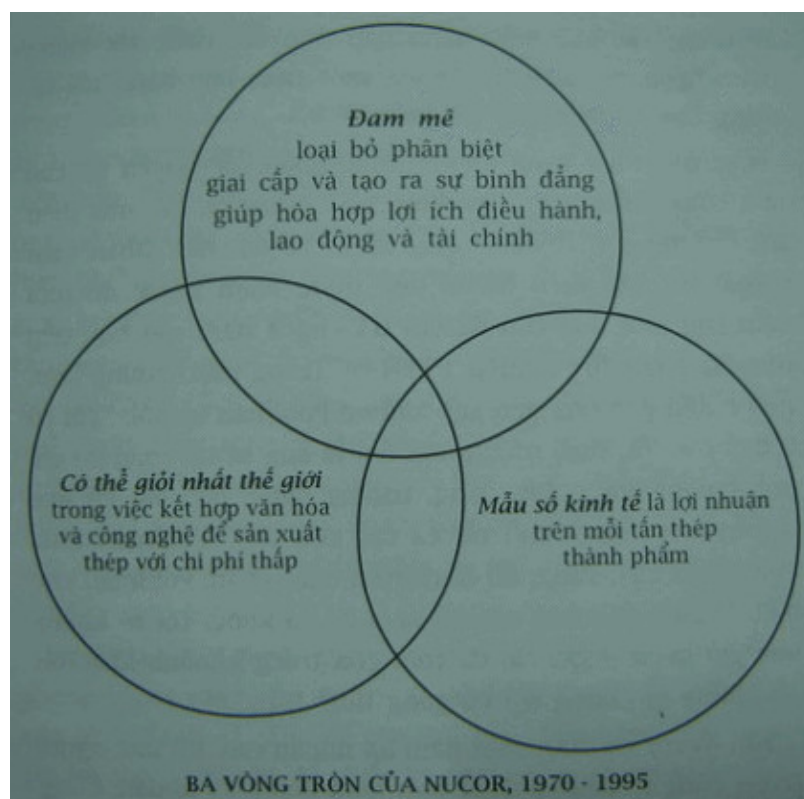 Đam mê
loại bỏ phân biệt
giai cấp và tạo ra sự bình đẳng
giúp hòa hợp lợi ích điều hành,
lao động và tài chính
Có thể giỏi nhất thế giới
trong việc kết hợp văn hóa
và công nghệ để sản xuất
thép với chi phí thấp
Mẫu số kinh tế là lợi nhuận
trên mỗi tấn thép
thành phẩm
BA VÒNG TRÒN CỦA NUCOR, 1970 - 1995